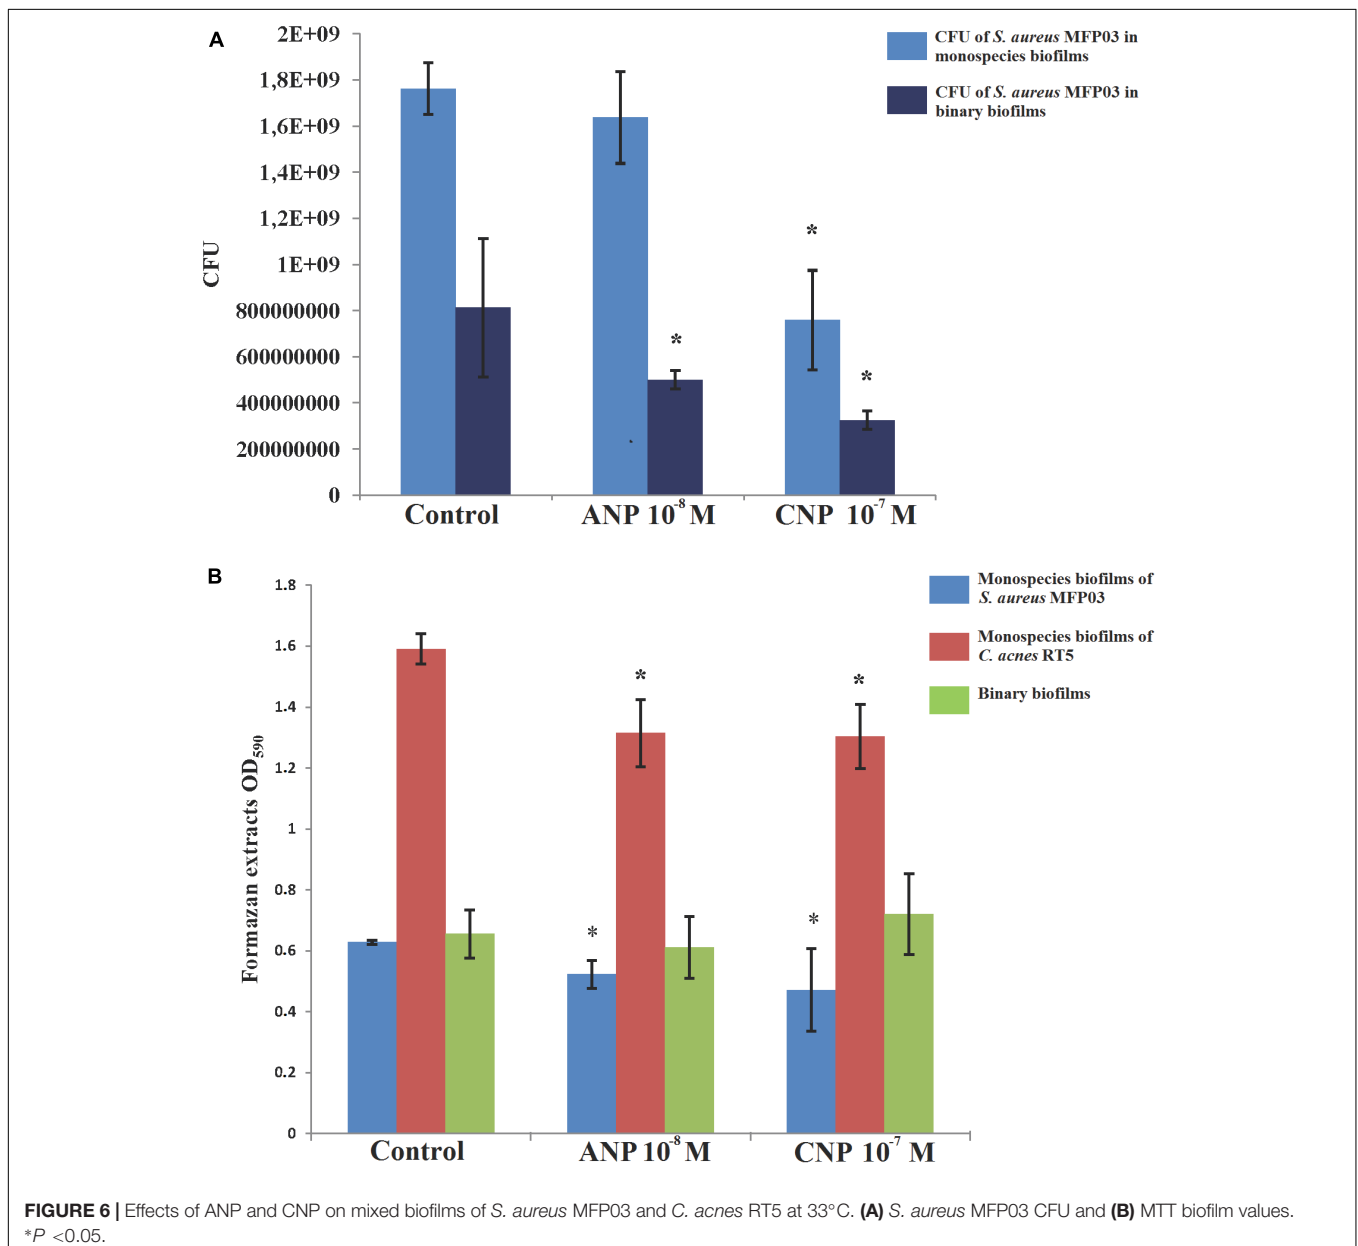 A
2E+09
1,8E+09
1,6E+09
1,4E+09
1,2E+09
1E+09
800000000
600000000
400000000
200000000
0
CFU
CFU of S. aureus MFP03 in
monospecies biofilms
CFU of S. aureus MFP03 in
binary biofilms
*
*
*
Control
ANP 10-8 M
CNP 10-7 M
B
1.8
1.6
1.4
1.2
1
0.8
0.6
0.4
0.2
0
Formazan extracts OD590
Monospecies biofilms of
S. aureus MFP03
Monospecies biofilms of
C. acnes RT5
Binary biofilms
*
*
*
*
Control
ANP 10-8 M
CNP 10-7 M
FIGURE 6 | Effects of ANP and CNP on mixed biofilms of S. aureus MFP03 and C. acnes RT5 at 33°C. (A) S. aureus MFP03 CFU and (B) MTT biofilm values.
*P <0.05.